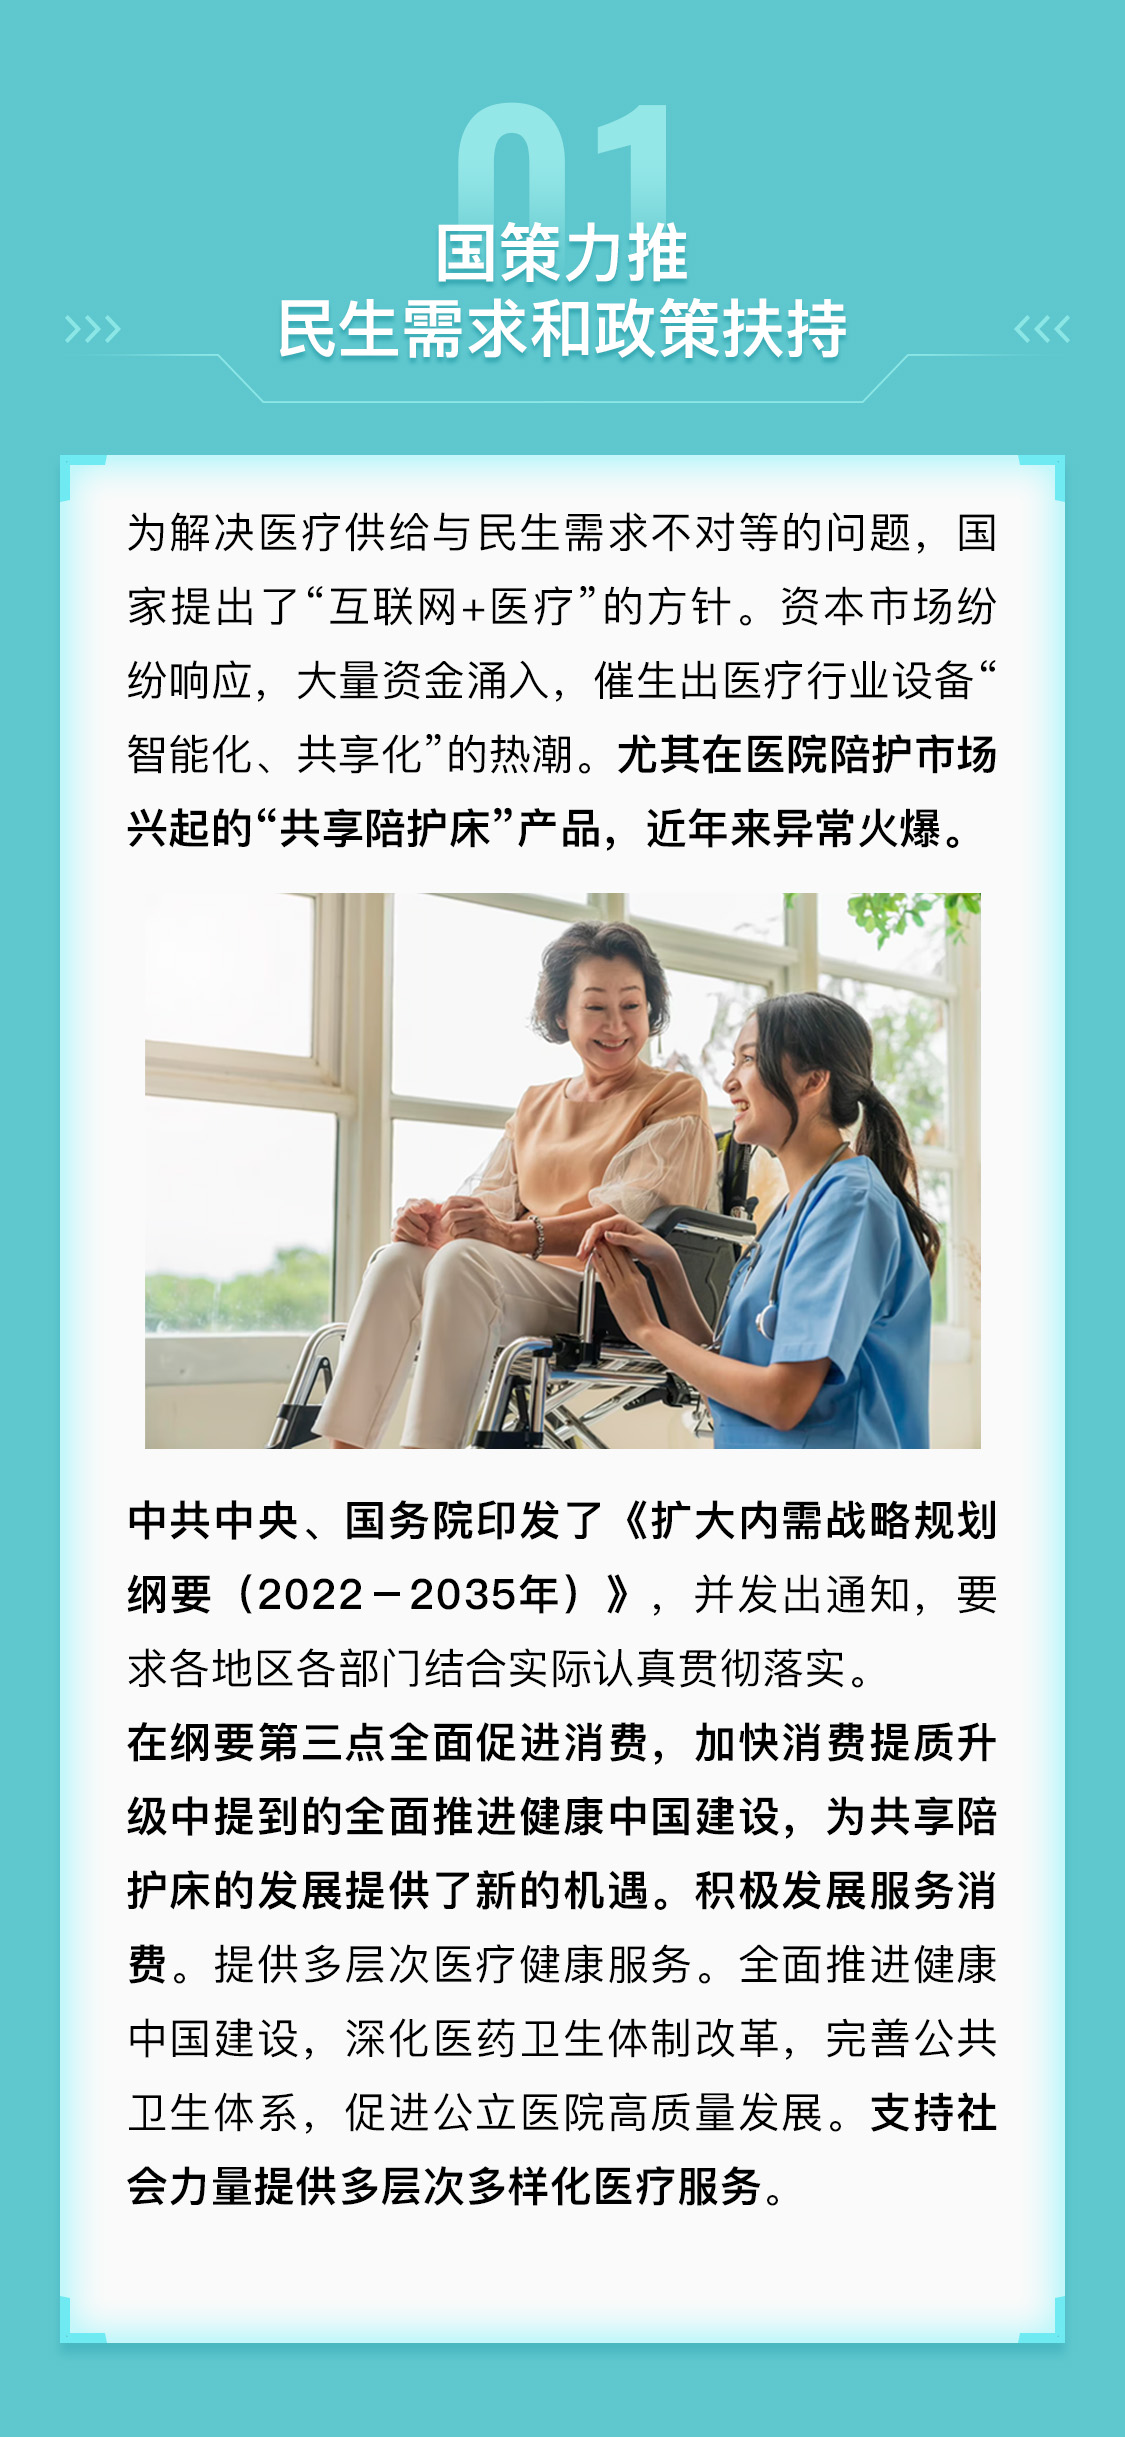 01
国策力推
民生需求和政策扶持
为解决医疗供给与民生需求不对等的问题，国
家提出了“互联网+医疗”的方针。资本市场纷
纷响应，大量资金涌入，催生出医疗行业设备“
智能化、共享化”的热潮。尤其在医院陪护市场
兴起的“共享陪护床”产品，近年来异常火爆。
中共中央、国务院印发了《扩大内需战略规划
纲要（2022－2035年）》，并发出通知，要
求各地区各部门结合实际认真贯彻落实。
在纲要第三点全面促进消费，加快消费提质升
级中提到的全面推进健康中国建设，为共享陪
护床的发展提供了新的机遇。积极发展服务消
费。提供多层次医疗健康服务。全面推进健康
中国建设，深化医药卫生体制改革，完善公共
卫生体系，促进公立医院高质量发展。支持社
会力量提供多层次多样化医疗服务。